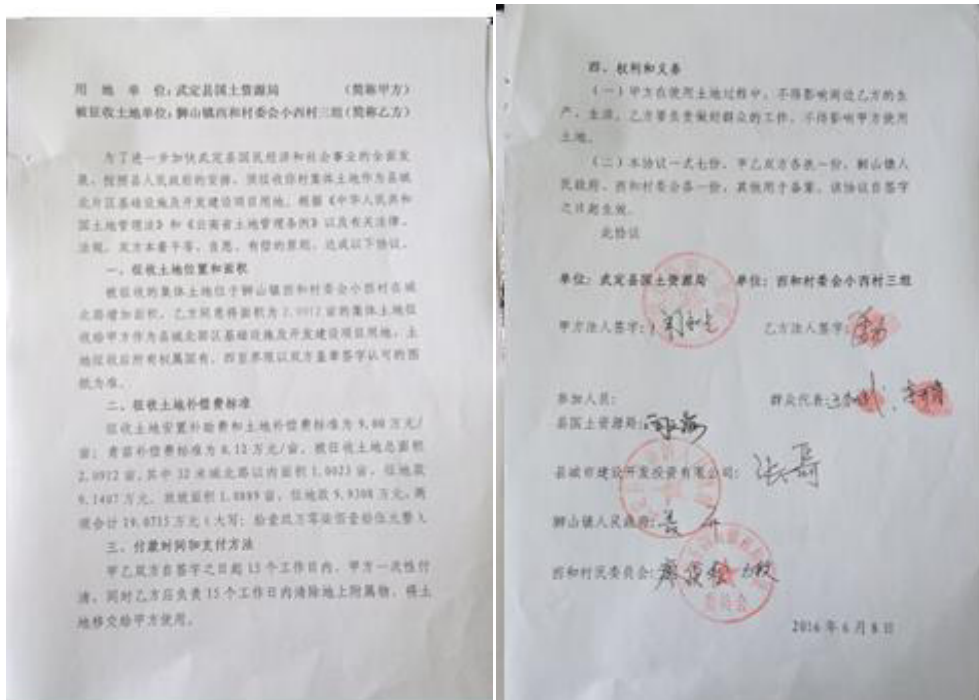 用 地 单 位：武定县国土资源局 （简称甲方）
被征收土地单位：狮山镇西和村委会小西村三组（简称乙方）
为了进一步加快武定县国民经济和社会事业的全面发
展，按照县人民政府的安排，须征收你村集体土地作为县城
北片区基础设施及开发建设项目用地。根据《中华人民共和
国土地管理法》和《云南省土地管理条例》以及有关法律、
法规，双方本着平等、自愿、有偿的原则，达成以下协议。
一、征收土地位置和面积
被征收的集体土地位于狮山镇西和村委会小西村在城
北路增加面积，乙方同意将面积为2.0912亩的集体土地征
收给甲方作为县城北部区基础设施及开发建设项目用地，土
地征收后所有权属国有，四至界限以双方盖章签字认可的图
纸为准。
二、征收土地补偿费标准
征收土地安置补助费和土地补偿费标准为9.00万元/
亩；青苗补偿费标准为0.12万元/亩，被征收土地总面积
2.0912亩，其中32米城北路以内面积1.0023亩，征地款
9.1407万元，放坡面积1.0889亩，征地款9.9308万元，两
项合计19.0715万元（大写：拾壹玖万零柒佰壹拾伍元整）
三、付款时间和支付方法
甲乙双方自签字之日起15个工作日内，甲方一次性付
清，同时乙方应负责15个工作日内清除地上附属物，将土
地移交给甲方使用。
四、权利和义务
（一）甲方在使用土地过程中，不得影响周边乙方的生
产、生活，乙方要负责做好群众的工作，不得影响甲方使用
土地。
（二）本协议一式七份，甲乙双方各执一份，狮山镇人
民政府、西和村委会各一份，其他用于备案，该协议自签字
之日起生效。
此协议
单位：武定县国土资源局 单位：西和村委会小西村三组
甲方法人签字： 乙方法人签字：
参加人员： 群众代表：
县国土资源局：
县城市建设开发投资有限公司：
狮山镇人民政府：
西和村民委员会：
2016年6月8日